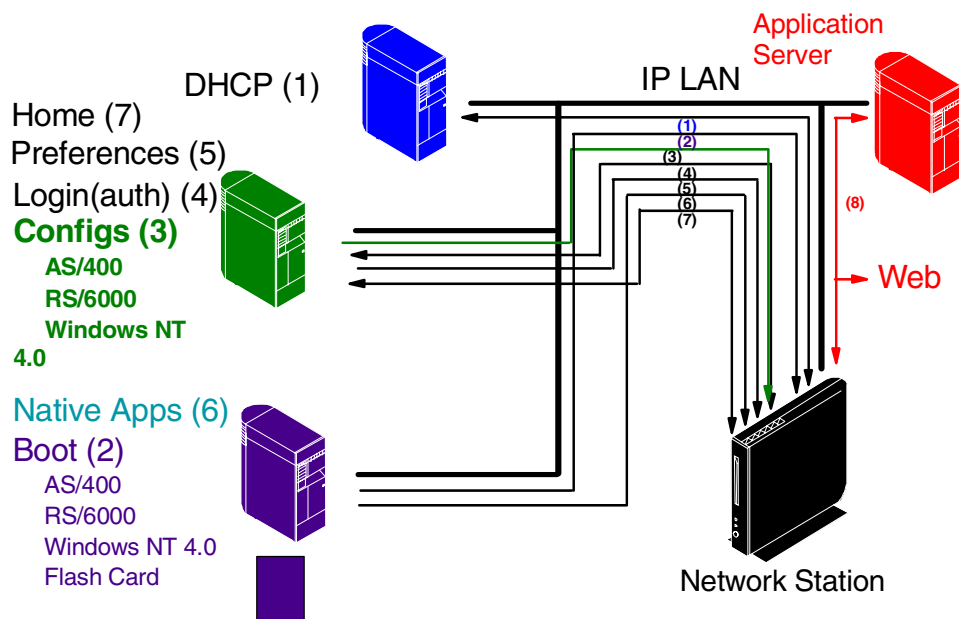 Application
Server
DHCP (1)
IP LAN
Home (7)
Preferences (5)
Login(auth) (4)
Configs (3)
AS/400
RS/6000
Windows NT
4.0
(1)
(2)
(3)
(4)
(5)
(6)
(7)
(8)
Web
Native Apps (6)
Boot (2)
AS/400
RS/6000
Windows NT 4.0
Flash Card
Network Station